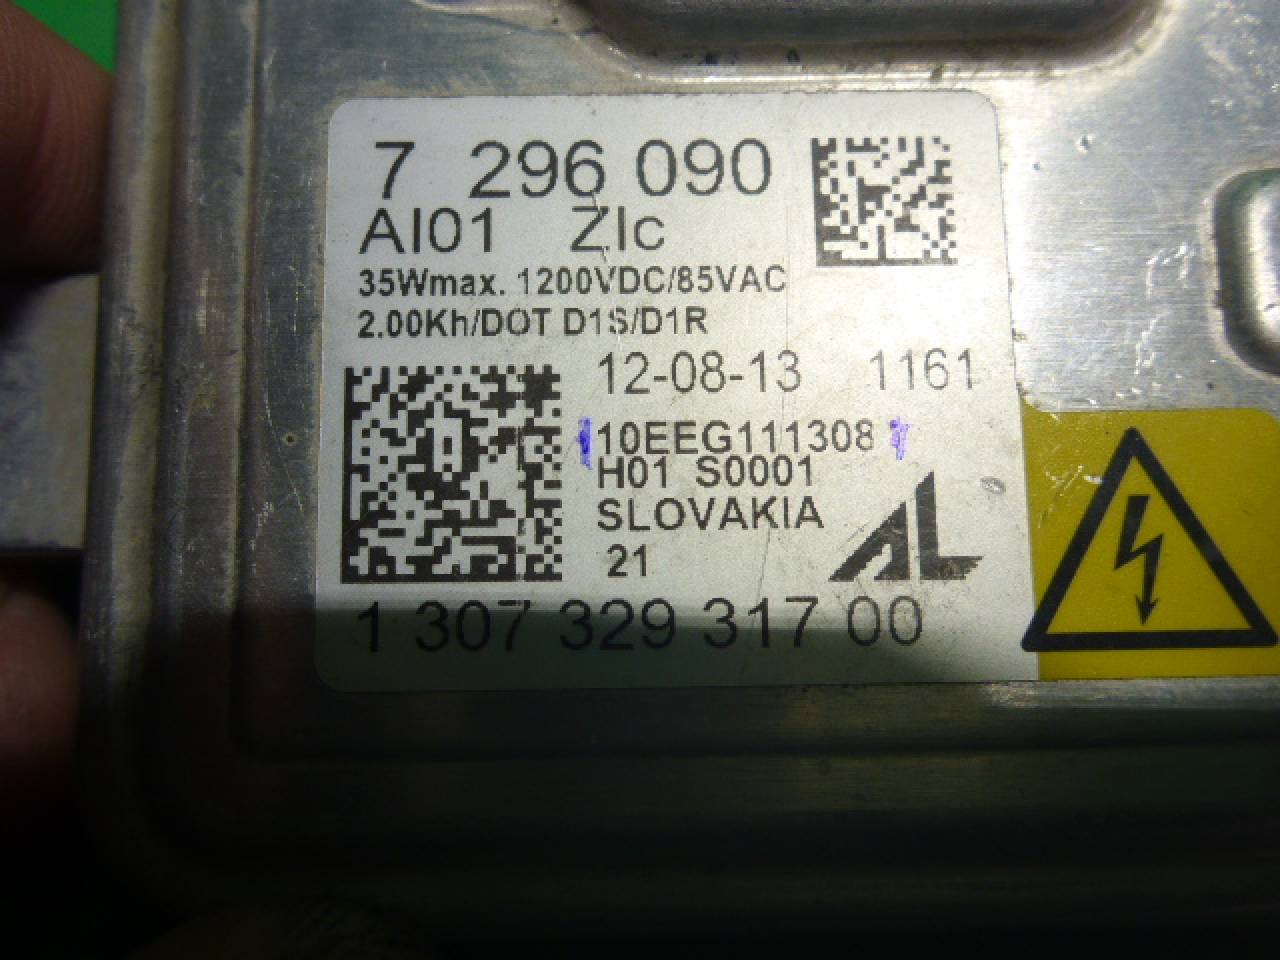 7 296 090
AI01 ZIc
35Wmax. 1200VDC/85VAC
2.00Kh/DOT D1S/D1R
12-08-13 1161
10EEG111308
H01 S0001
SLOVAKIA
21
AL
1 307 329 317 00